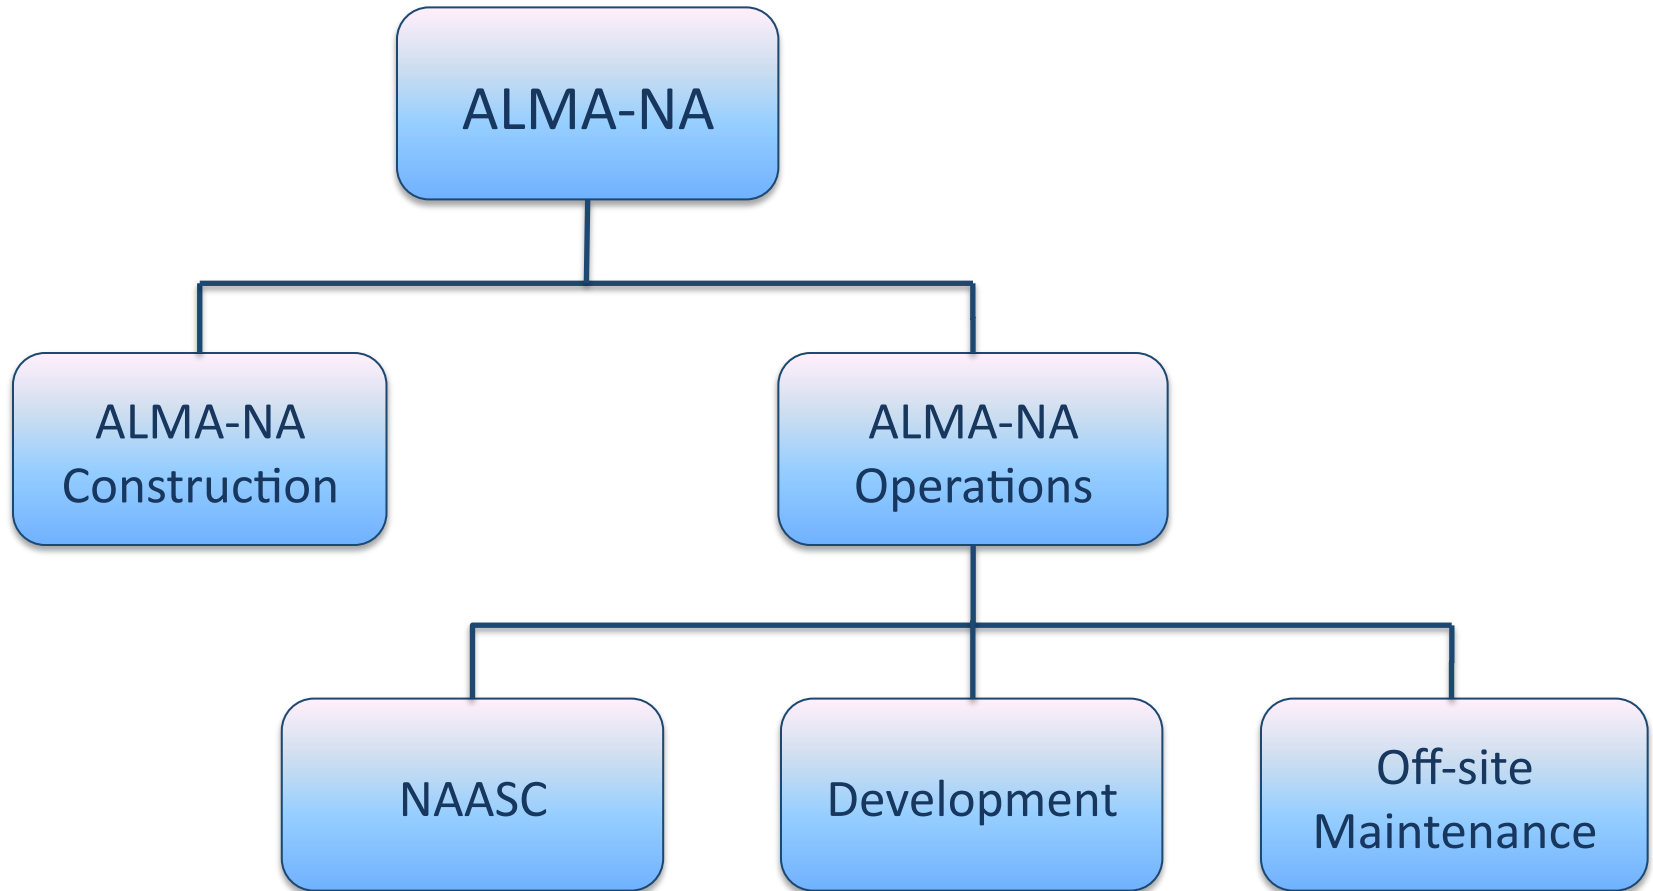 ALMA-NA
ALMA-NA
Construction
ALMA-NA
Operations
NAASC
Development
Off-site
Maintenance